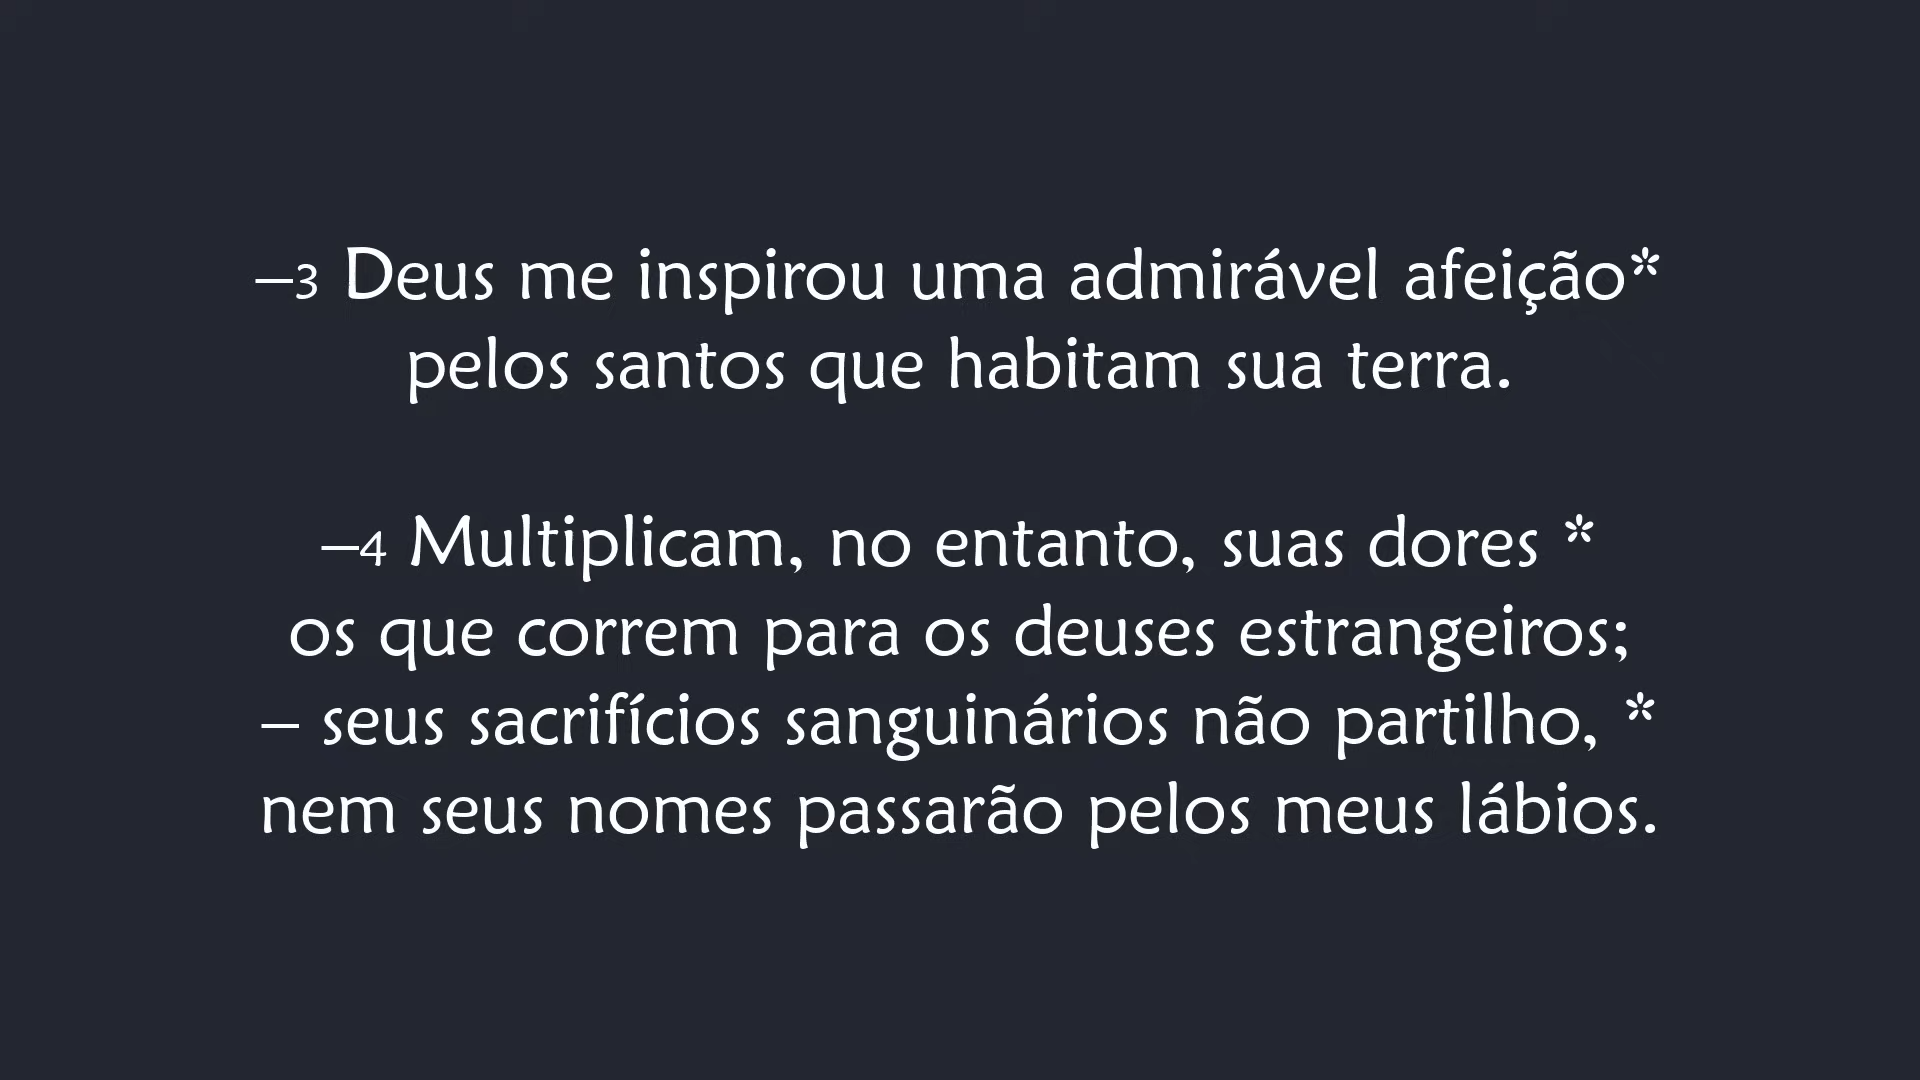 –3 Deus me inspirou uma admirável afeição*
pelos santos que habitam sua terra.
–4 Multiplicam, no entanto, suas dores *
os que correm para os deuses estrangeiros;
– seus sacrifícios sanguinários não partilho, *
nem seus nomes passarão pelos meus lábios.